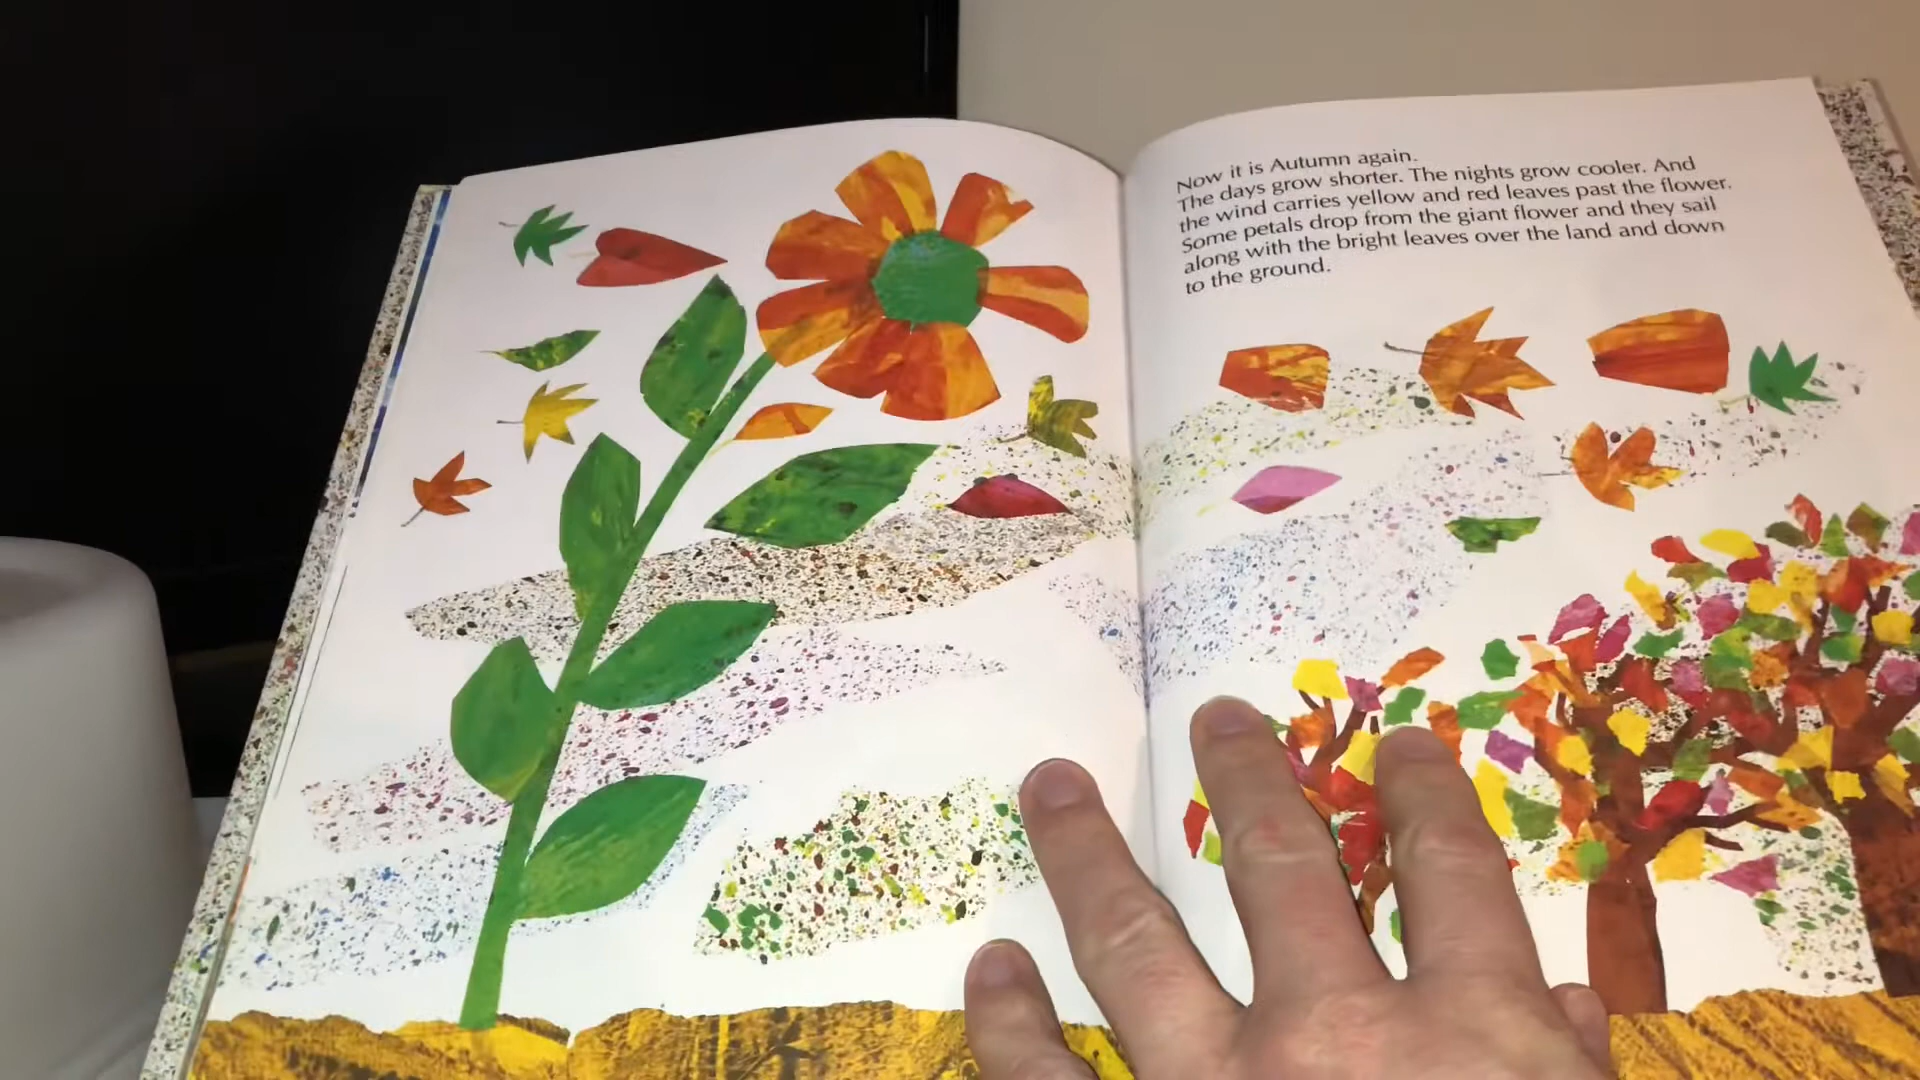 Now it is Autumn again.
The days grow shorter. The nights grow cooler. And
the wind carries yellow and red leaves past the flower.
Some petals drop from the giant flower and they sail
along with the bright leaves over the land and down
to the ground.